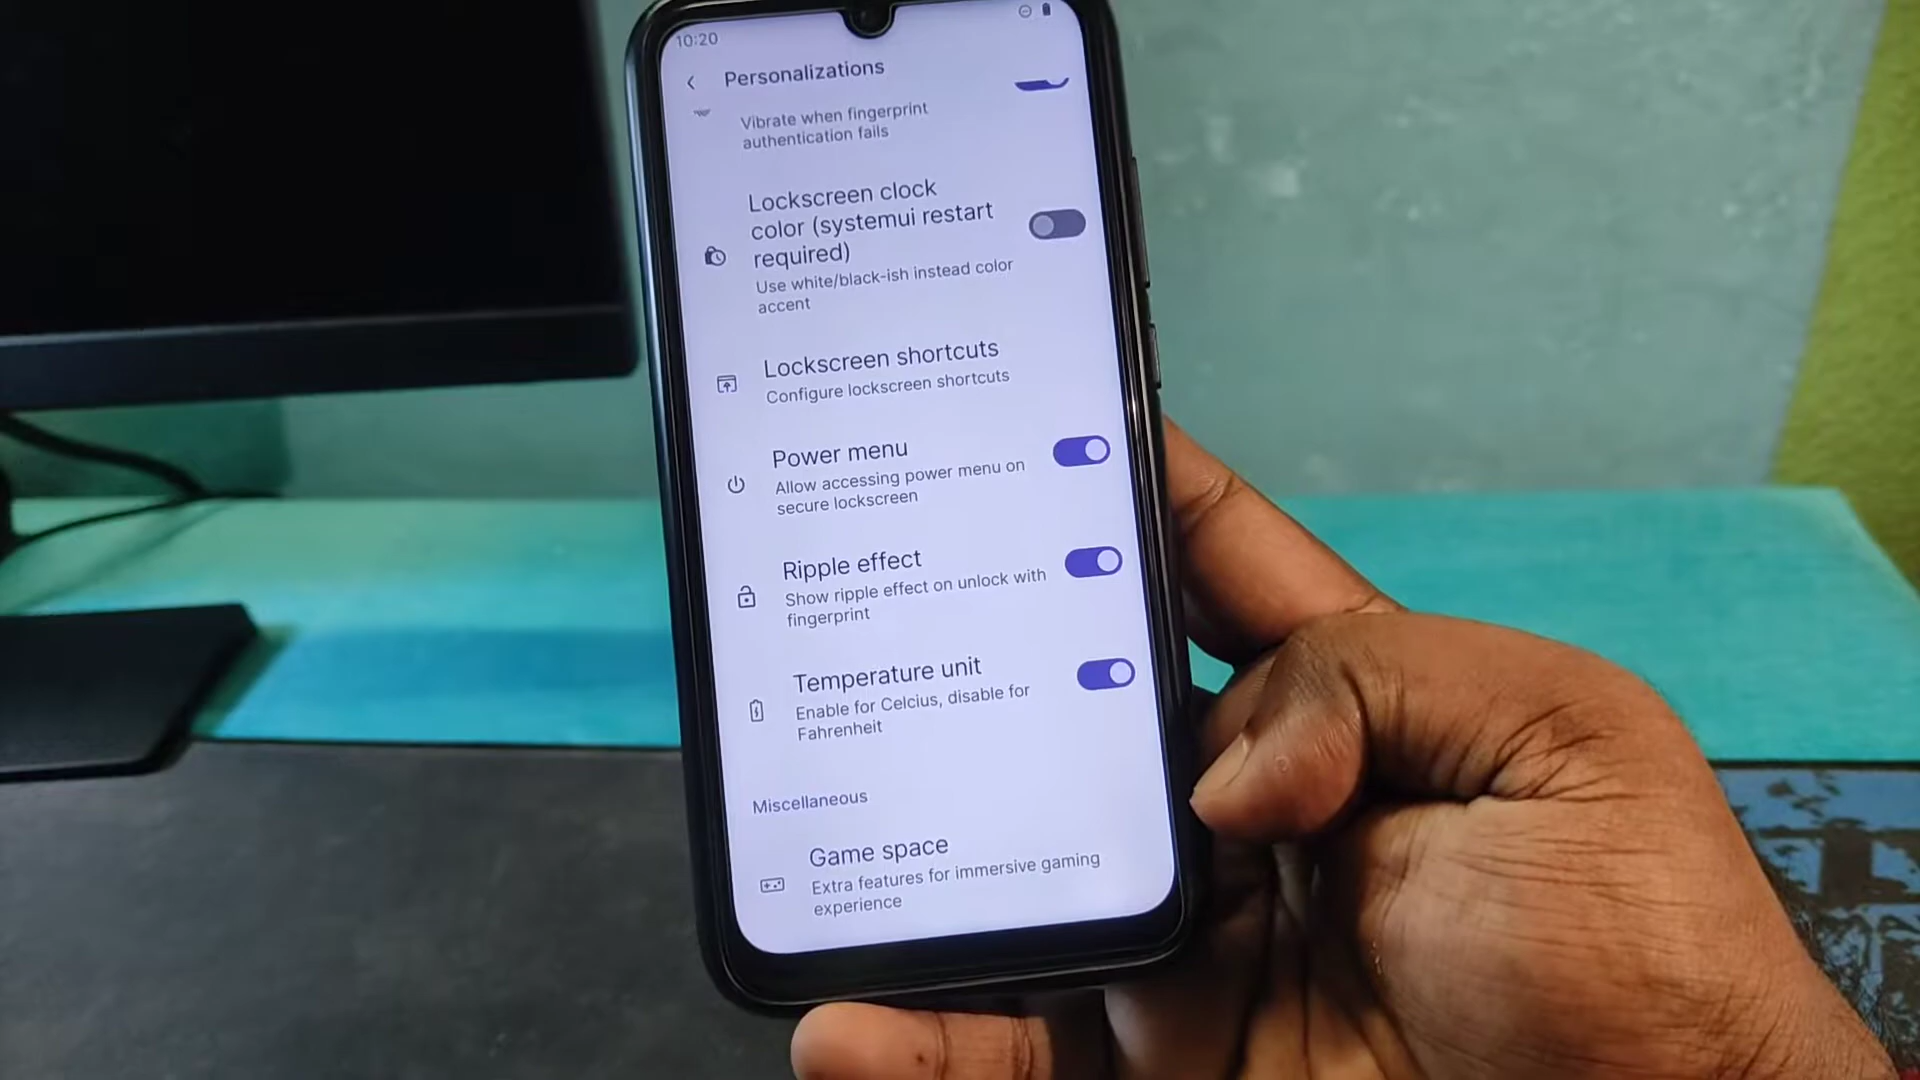 10:20
Personalizations
Vibrate when fingerprint
authentication fails
Lockscreen clock
color (systemui restart
required)
Use white/black-ish instead color
accent
Lockscreen shortcuts
Configure lockscreen shortcuts
Power menu
Allow accessing power menu on
secure lockscreen
Ripple effect
Show ripple effect on unlock with
fingerprint
Temperature unit
Enable for Celcius, disable for
Fahrenheit
Miscellaneous
Game space
Extra features for immersive gaming
experience